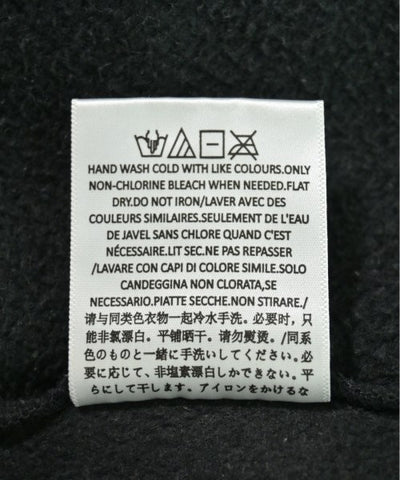 HAND WASH COLD WITH LIKE COLOURS.ONLY
NON-CHLORINE BLEACH WHEN NEEDED.FLAT
DRY.DO NOT IRON/LAVER AVEC DES
COULEURS SIMILAIRES.SEULEMENT DE L'EAU
DE JAVEL SANS CHLORE QUAND C'EST
NÉCESSAIRE.LIT SEC.NE PAS REPASSER
/LAVARE CON CAPI DI COLORE SIMILE.SOLO
CANDEGGINA NON CLORATA,SE
NECESSARIO.PIATTE SECCHE.NON STIRARE./
请与同类色衣物一起冷水手洗。必要时，只
能非氯漂白。平铺晒干。请勿熨烫。/同系
色のものと一緒に手洗いしてください。必
要に応じて、非塩素漂白しかできない。平
らにして干します。アイロンをかけるな